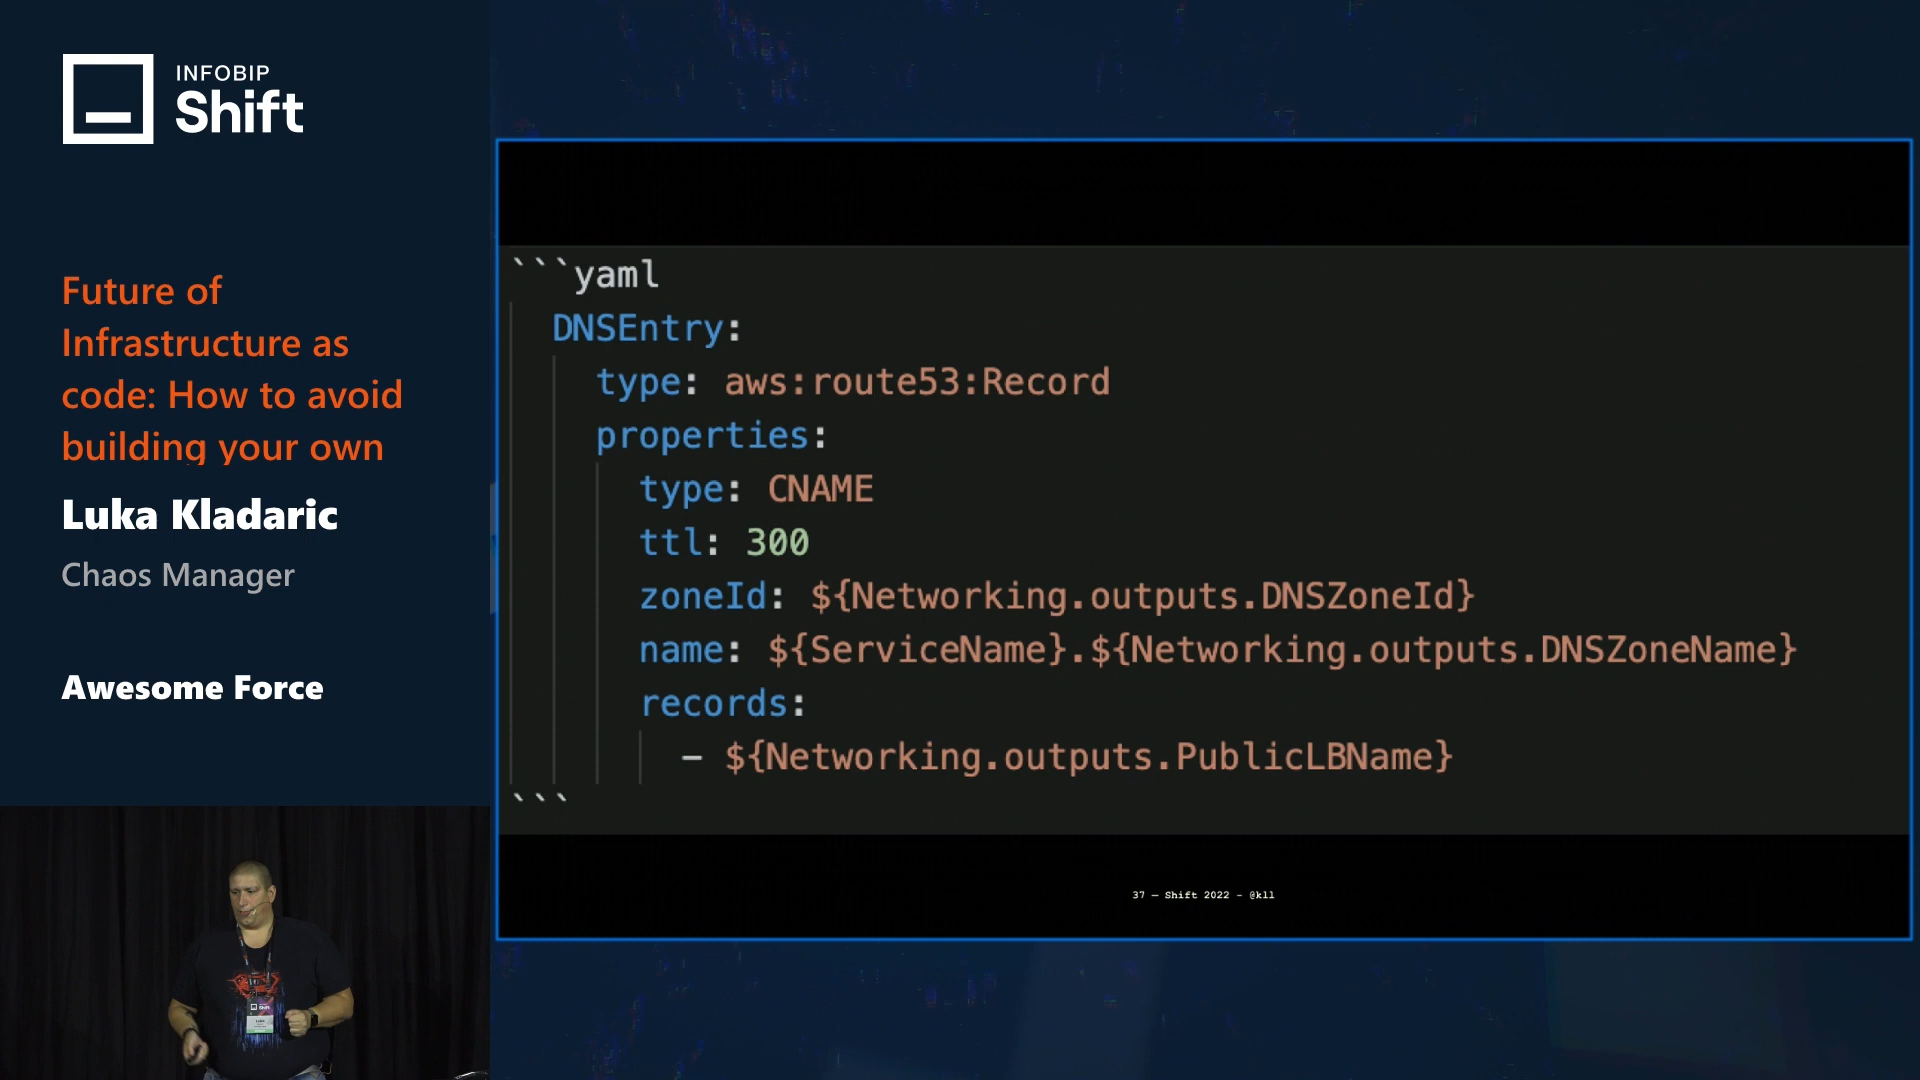 INFOBIP
Shift
Future of
Infrastructure as
code: How to avoid
building your own
Luka Kladaric
Chaos Manager
Awesome Force
```yaml
DNSEntry:
type: aws:route53:Record
properties:
type: CNAME
ttl: 300
zoneId: ${Networking.outputs.DNSZoneId}
name: ${ServiceName}.${Networking.outputs.DNSZoneName}
records:
- ${Networking.outputs.PublicLBName}
```
37 — Shift 2022 - @kll